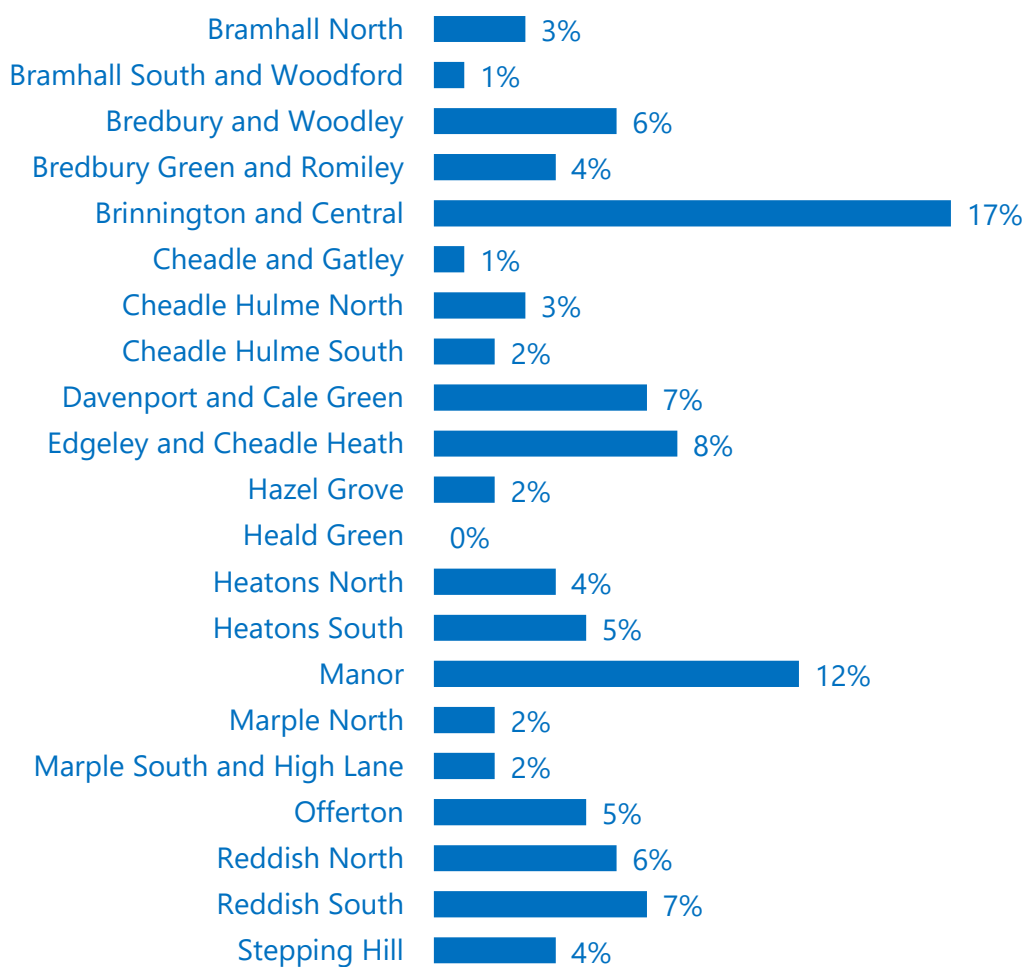 Bramhall North 3%
Bramhall South and Woodford 1%
Bredbury and Woodley 6%
Bredbury Green and Romiley 4%
Brinnington and Central 17%
Cheadle and Gatley 1%
Cheadle Hulme North 3%
Cheadle Hulme South 2%
Davenport and Cale Green 7%
Edgeley and Cheadle Heath 8%
Hazel Grove 2%
Heald Green 0%
Heatons North 4%
Heatons South 5%
Manor 12%
Marple North 2%
Marple South and High Lane 2%
Offerton 5%
Reddish North 6%
Reddish South 7%
Stepping Hill 4%